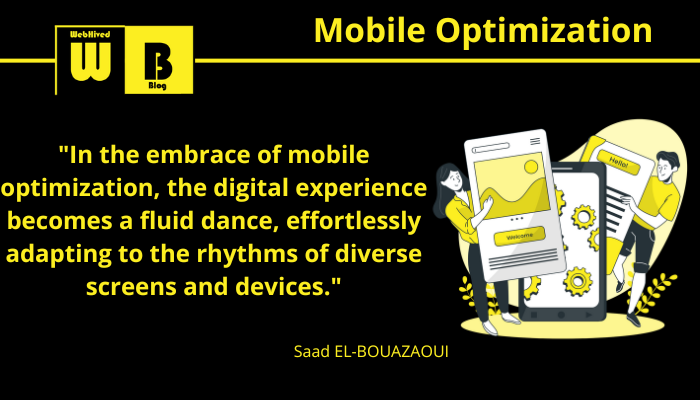 Mobile Optimization
WebHived
W
B
Blog
"In the embrace of mobile
optimization, the digital experience
becomes a fluid dance, effortlessly
adapting to the rhythms of diverse
screens and devices."
Hello!
Welcome
Saad EL-BOUAZAOUI